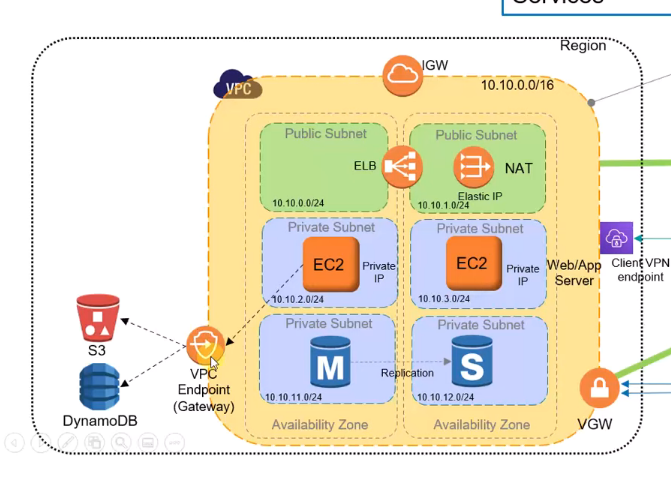 Services
Region
IGW
VPC
10.10.0.0/16
Public Subnet
Public Subnet
ELB
NAT
Elastic IP
10.10.0.0/24
10.10.1.0/24
Private Subnet
Private Subnet
EC2
Private
IP
EC2
Private
IP
Web/App
Server
Client VPN
endpoint
10.10.2.0/24
10.10.3.0/24
Private Subnet
Private Subnet
S3
M
S
VPC
Endpoint
(Gateway)
Replication
10.10.11.0/24
10.10.12.0/24
DynamoDB
Availability Zone
Availability Zone
VGW